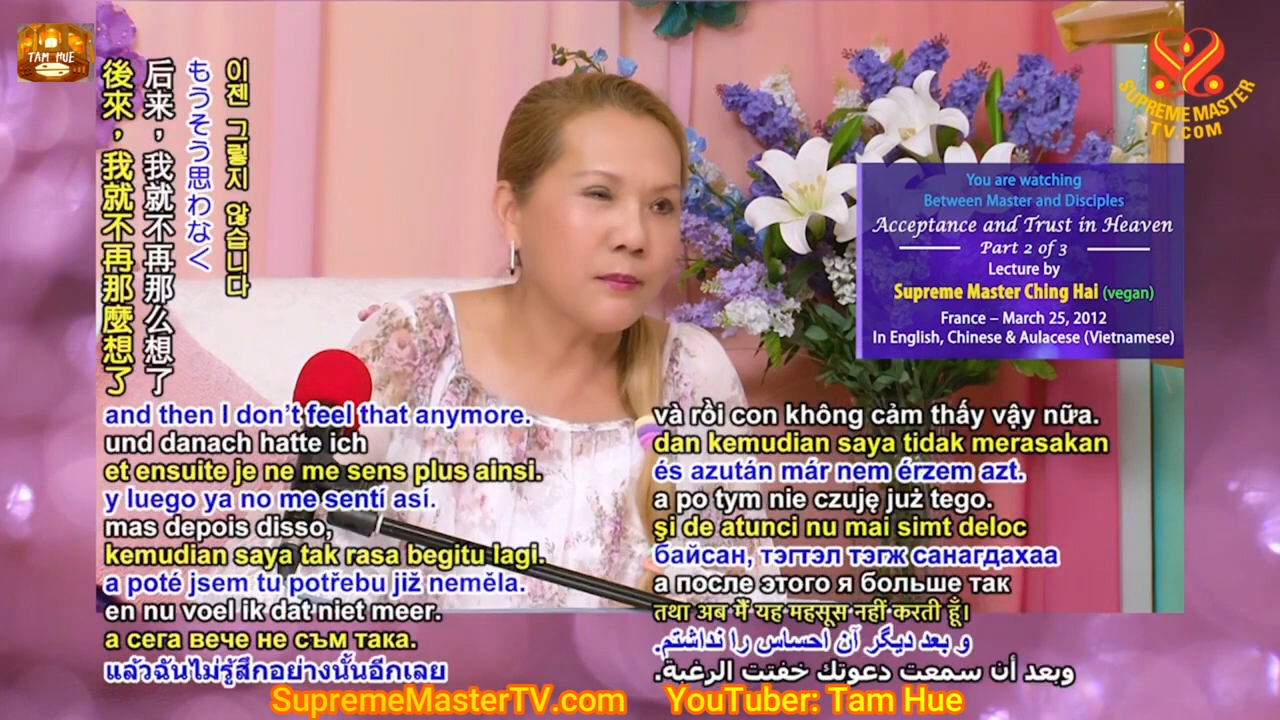 TAM HUE
SUPREME MASTER
TV.COM
You are watching
Between Master and Disciples
Acceptance and Trust in Heaven
Part 2 of 3
Lecture by
Supreme Master Ching Hai (vegan)
France – March 25, 2012
In English, Chinese & Aulacese (Vietnamese)
後來，我就不再那麼想了
后来，我就不再那么想了
もうそう思わなく
이젠 그렇지 않습니다
and then I don’t feel that anymore.
und danach hatte ich
et ensuite je ne me sens plus ainsi.
y luego ya no me sentí así.
mas depois disso,
kemudian saya tak rasa begitu lagi.
a poté jsem tu potřebu již neměla.
en nu voel ik dat niet meer.
а сега вече не съм така.
แล้วฉันไม่รู้สึกอย่างนั้นอีกเลย
và rồi con không cảm thấy vậy nữa.
dan kemudian saya tidak merasakan
és azután már nem érzem azt.
a po tym nie czuję już tego.
şi de atunci nu mai simt deloc
байсан, тэгтэл тэгж санагдахаа
а после этого я больше так
तथा अब मैं यह महसूस नहीं करती हूँ।
و بعد دیگر آن احساس را نداشتم.
وبعد أن سمعت دعوتك خفتت الرغبة.
SupremeMasterTV.com YouTuber: Tam Hue